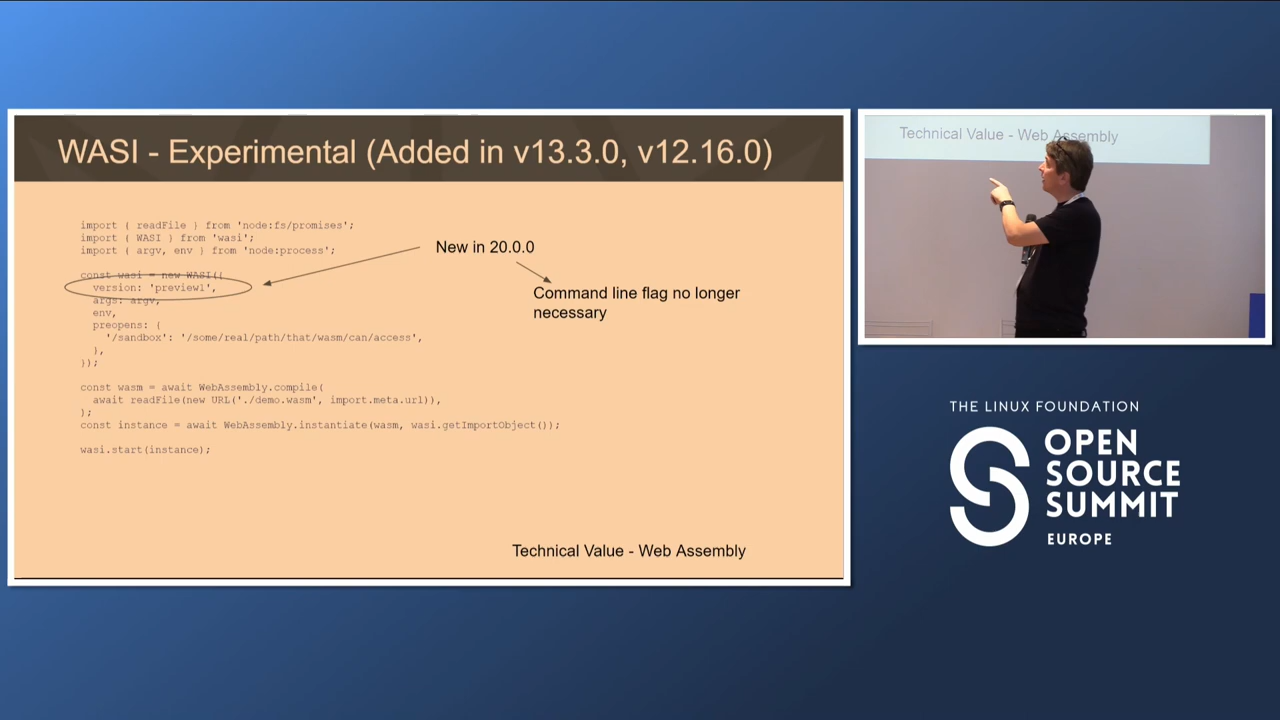 WASI - Experimental (Added in v13.3.0, v12.16.0)
import { readFile } from 'node:fs/promises';
import { WASI } from 'wasi';
import { argv, env } from 'node:process';
const wasi = new WASI({
version: 'preview1',
args: argv,
env,
preopens: {
'/sandbox': '/some/real/path/that/wasm/can/access',
},
});
const wasm = await WebAssembly.compile(
await readFile(new URL('./demo.wasm', import.meta.url)),
);
const instance = await WebAssembly.instantiate(wasm, wasi.getImportObject());
wasi.start(instance);
New in 20.0.0
Command line flag no longer
necessary
Technical Value - Web Assembly
Technical Value - Web Assembly
THE LINUX FOUNDATION
OPEN
SOURCE
SUMMIT
EUROPE